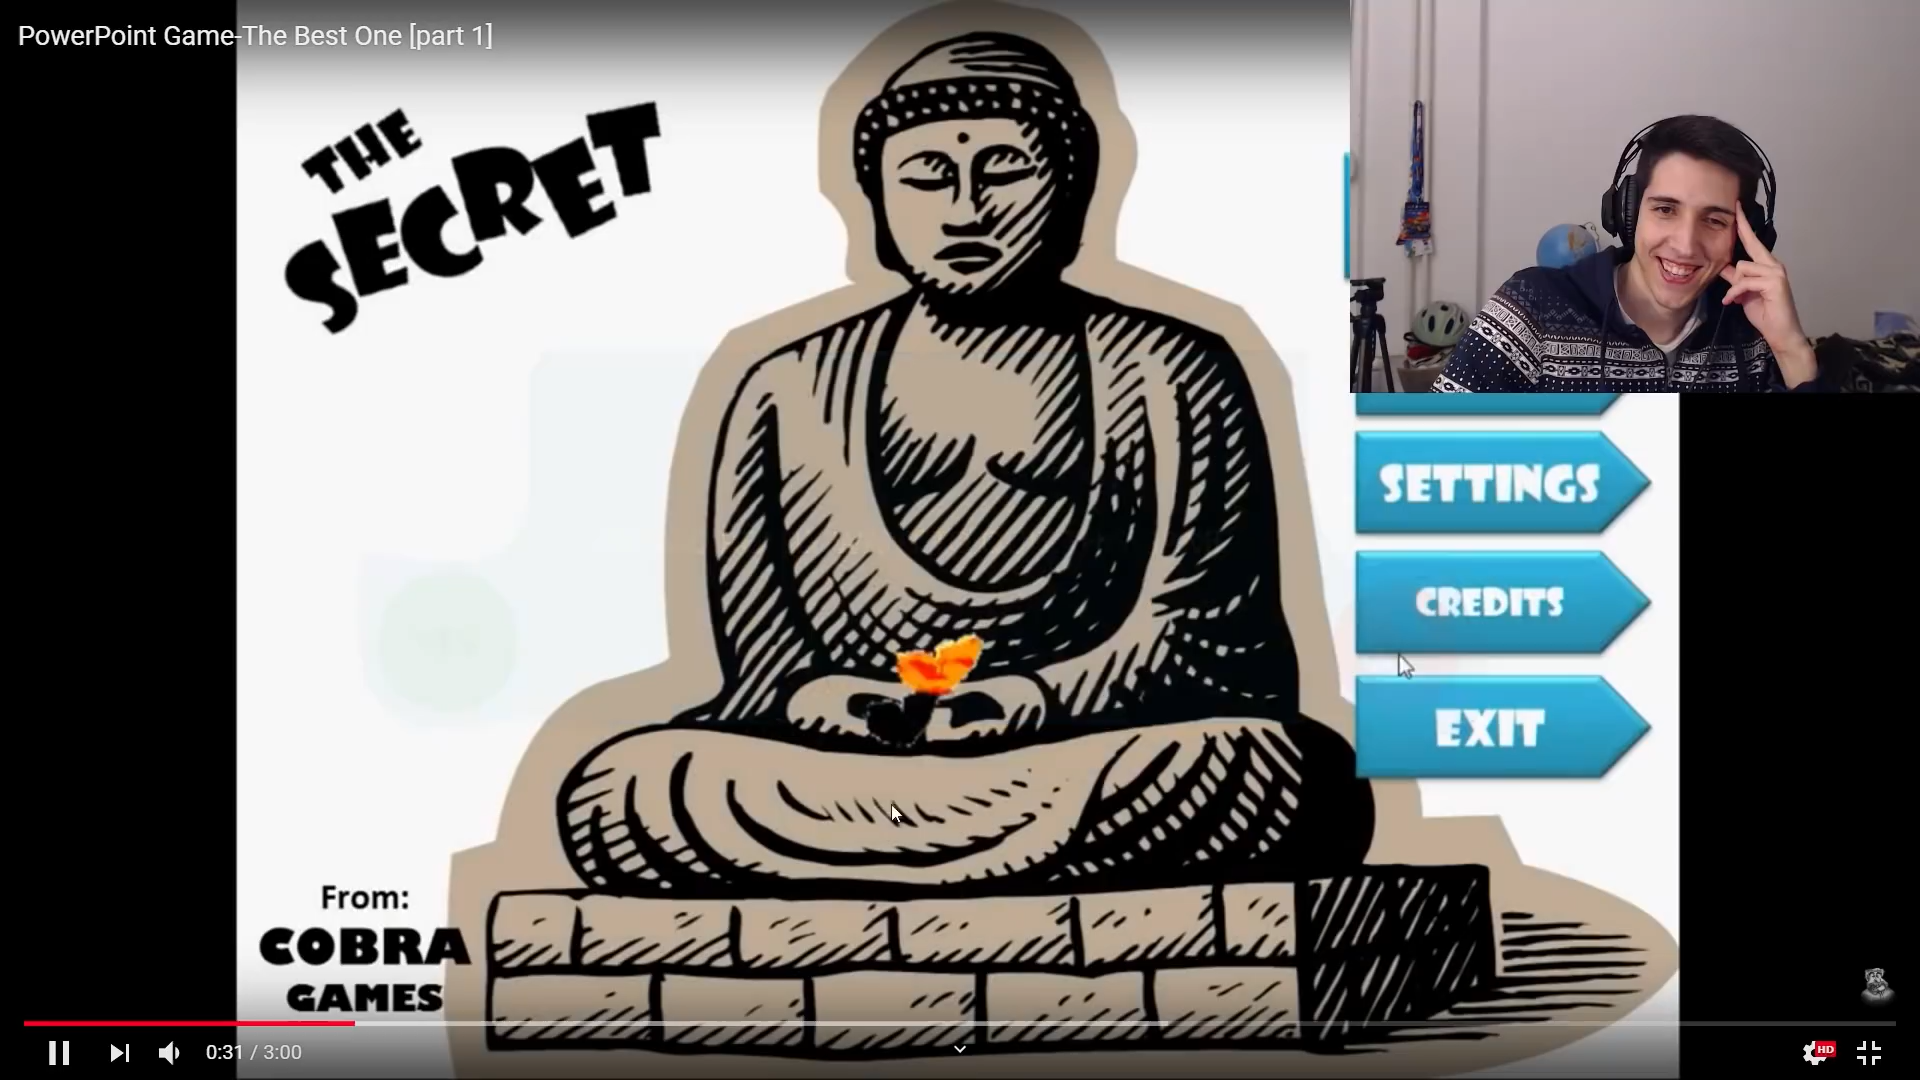 PowerPoint Game-The Best One [part 1]
THE
SECRET
SETTINGS
CREDITS
EXIT
From:
COBRA
GAMES
0:31 / 3:00
HD